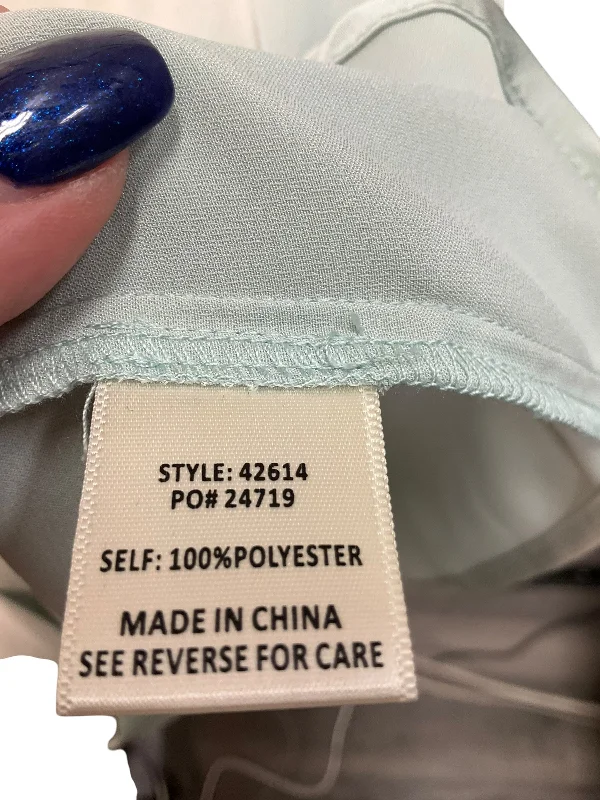 STYLE: 42614
PO# 24719
SELF: 100%POLYESTER
MADE IN CHINA
SEE REVERSE FOR CARE